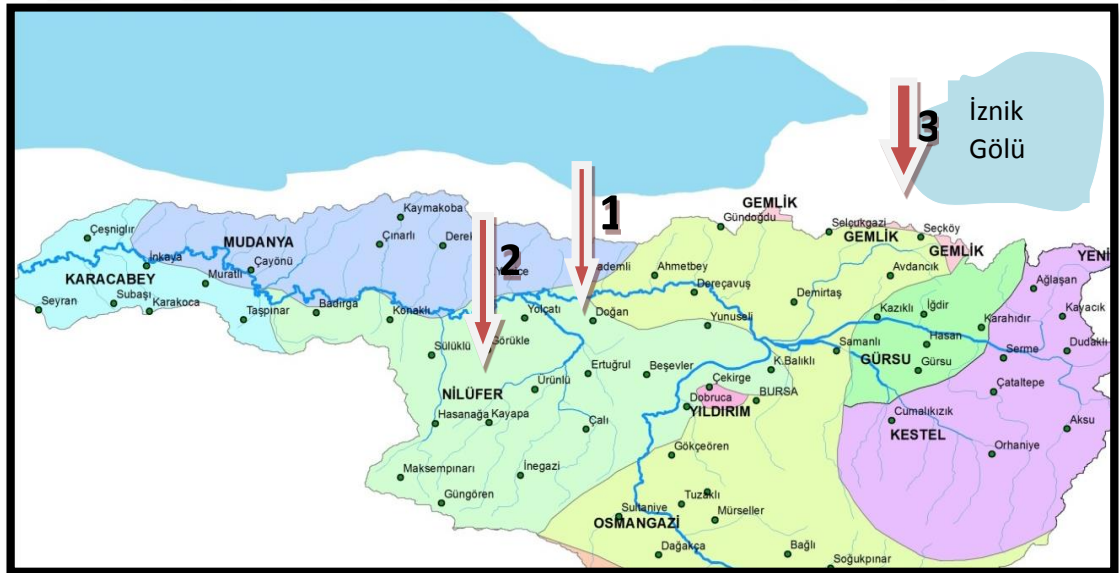 İznik
Gölü
3
1
2
GEMLİK
Gündoğdu
Selçukgazi
GEMLİK
Seçköy
GEMLİK
YENİ
Kaymakoba
Çeşniglır
MUDANYA
Çınarlı
Derek
KARACABEY
İnkaya
Çayönü
Muratlı
Seyran
Subaşı
Karakoca
Taşpınar
Badırga
Konaklı
Yolçatı
Doğan
ademli
Ahmetbey
Dereçavuş
Demirtaş
Avdancık
Ağlaşan
Kayacık
Kazıklı
İğdir
Karahıdır
Yunuseli
Samanlı
Hasan
Dudaklı
Serme
GÜRSU
Gürsu
Sülüklü
Görükle
Ertuğrul
Beşevler
K.Balıklı
Ürünlü
Çekirge
BURSA
Dobruca
YILDIRIM
Çataltepe
NİLÜFER
Hasanağa
Kayapa
Çalı
Cumalıkızık
KESTEL
Aksu
Orhaniye
Gökçeören
Maksempınarı
İnegazi
Güngören
Tuzaklı
Sultaniye
Mürseller
OSMANGAZİ
Dağakça
Bağlı
Soğukpınar